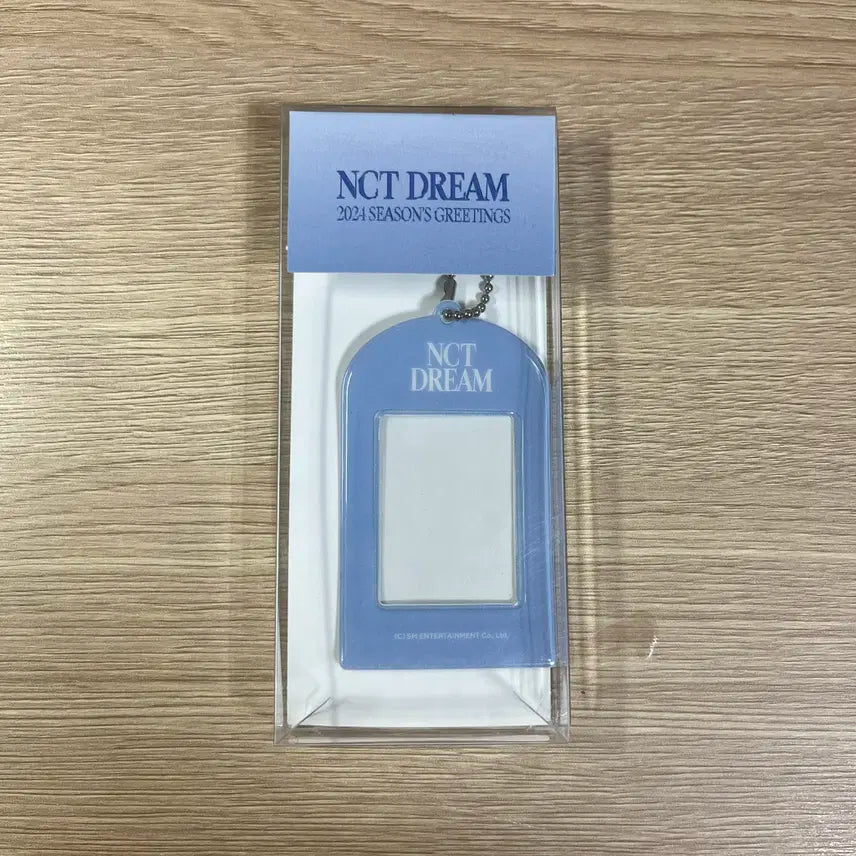 NCT DREAM
2024 SEASON'S GREETINGS
NCT
DREAM
(C) SM ENTERTAINMENT Co., Ltd.